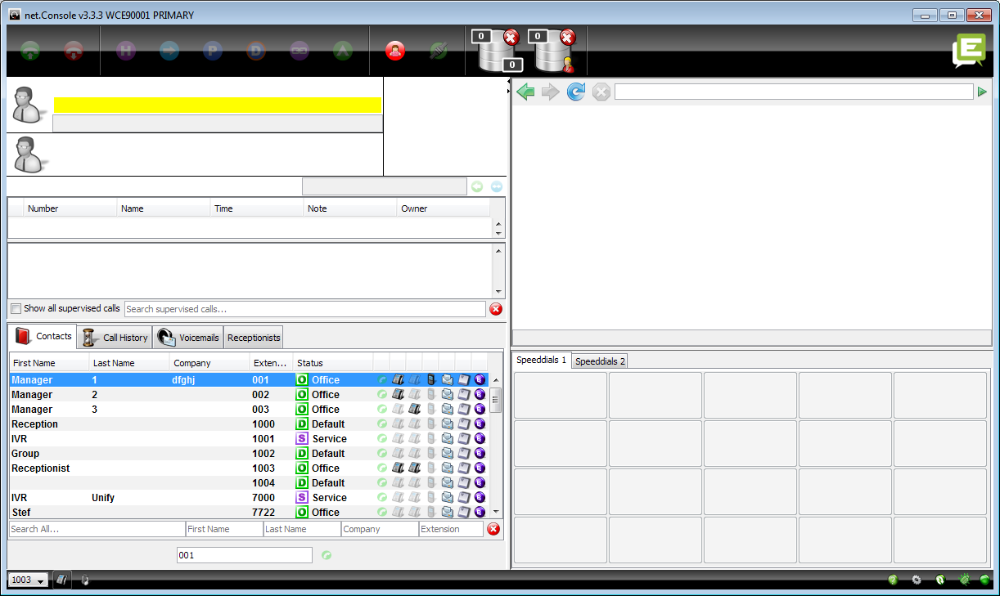 net.Console v3.3.3 WCE90001 PRIMARY
H P D A
0 0
0
E
Number Name Time Note Owner
Show all supervised calls Search supervised calls...
Contacts Call History Voicemails Receptionists
First Name Last Name Company Exten... Status
Manager 1 dfghj 001 O Office
Manager 2 002 O Office
Manager 3 003 O Office
Reception 1000 D Default
IVR 1001 S Service
Group 1002 D Default
Receptionist 1003 O Office
1004 D Default
IVR Unify 7000 S Service
Stef 7722 O Office
Search All... First Name Last Name Company Extension
001
1003
Speeddials 1 Speeddials 2